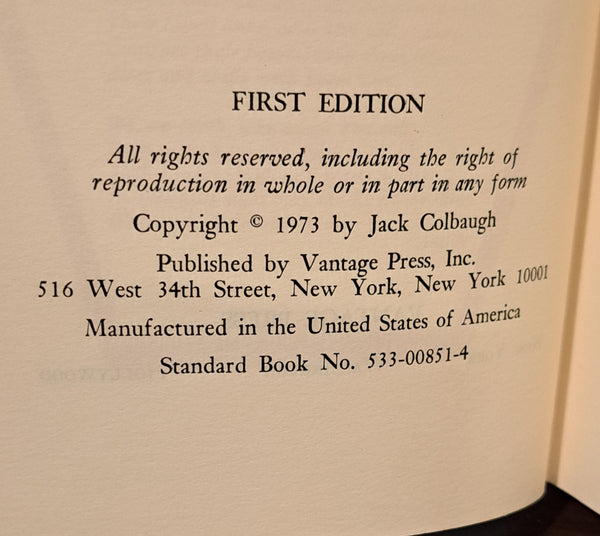 FIRST EDITION
All rights reserved, including the right of
reproduction in whole or in part in any form
Copyright © 1973 by Jack Colbaugh
Published by Vantage Press, Inc.
516 West 34th Street, New York, New York 10001
Manufactured in the United States of America
Standard Book No. 533-00851-4